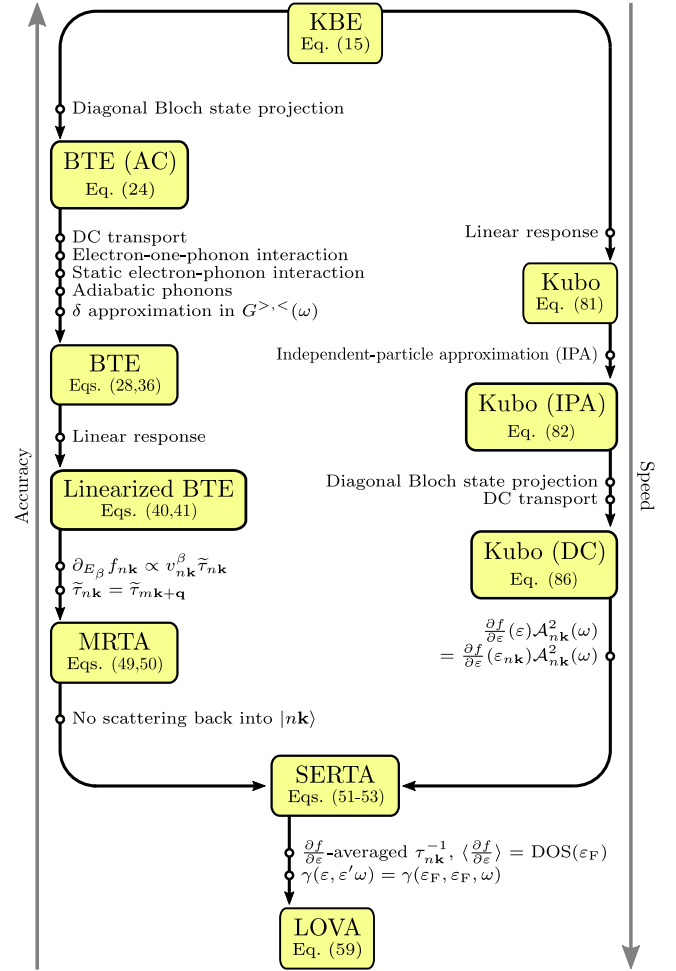 KBE
Eq. (15)
Diagonal Bloch state projection
BTE (AC)
Eq. (24)
DC transport
Electron-one-phonon interaction
Static electron-phonon interaction
Adiabatic phonons
δ approximation in G^{>,<}(ω)
BTE
Eqs. (28,36)
Linear response
Linearized BTE
Eqs. (40,41)
∂_{E_β} f_{n𝐤} ∝ v^β_{n𝐤} τ̃_{n𝐤}
τ̃_{n𝐤} = τ̃_{m𝐤+𝐪}
MRTA
Eqs. (49,50)
No scattering back into |n𝐤⟩
Linear response
Kubo
Eq. (81)
Independent-particle approximation (IPA)
Kubo (IPA)
Eq. (82)
Diagonal Bloch state projection
DC transport
Kubo (DC)
Eq. (86)
∂f/∂ε (ε)𝒜²_{n𝐤}(ω)
= ∂f/∂ε (ε_{n𝐤})𝒜²_{n𝐤}(ω)
SERTA
Eqs. (51-53)
∂f/∂ε-averaged τ^{-1}_{n𝐤}, ⟨∂f/∂ε⟩ = DOS(ε_F)
γ(ε, ε′ω) = γ(ε_F, ε_F, ω)
LOVA
Eq. (59)
Accuracy
Speed